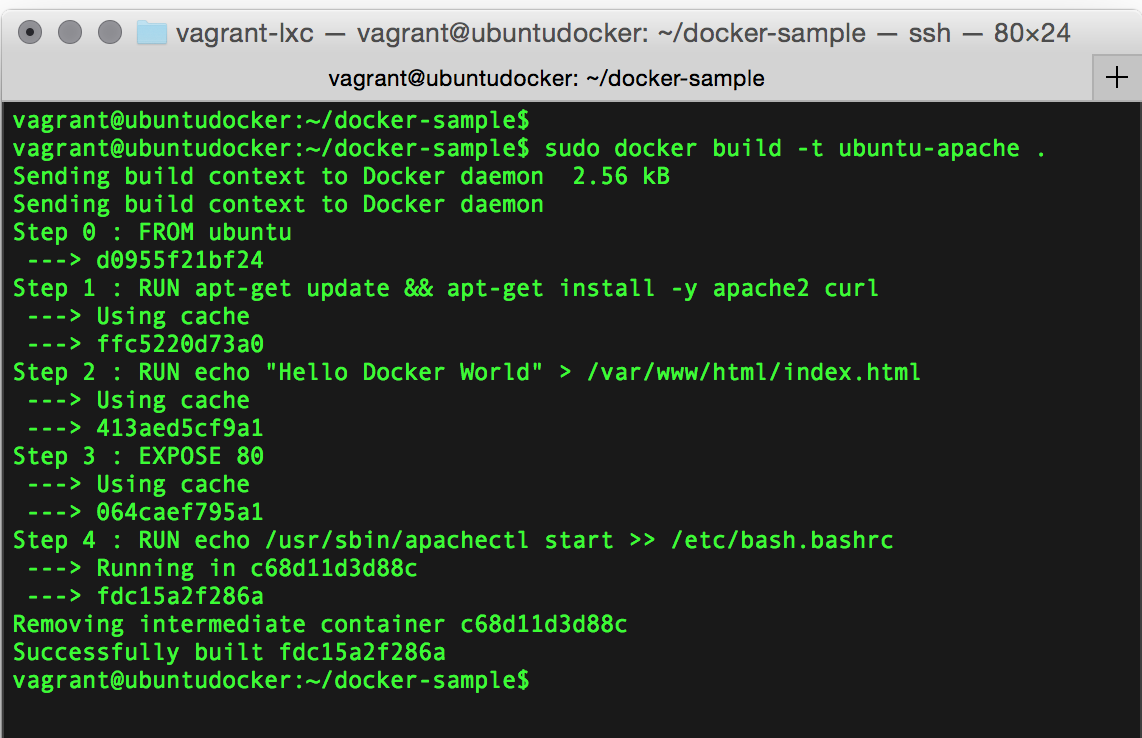 vagrant-lxc — vagrant@ubuntudocker: ~/docker-sample — ssh — 80×24
vagrant@ubuntudocker: ~/docker-sample
+
vagrant@ubuntudocker:~/docker-sample$
vagrant@ubuntudocker:~/docker-sample$ sudo docker build -t ubuntu-apache .
Sending build context to Docker daemon  2.56 kB
Sending build context to Docker daemon
Step 0 : FROM ubuntu
 ---> d0955f21bf24
Step 1 : RUN apt-get update && apt-get install -y apache2 curl
 ---> Using cache
 ---> ffc5220d73a0
Step 2 : RUN echo "Hello Docker World" > /var/www/html/index.html
 ---> Using cache
 ---> 413aed5cf9a1
Step 3 : EXPOSE 80
 ---> Using cache
 ---> 064caef795a1
Step 4 : RUN echo /usr/sbin/apachectl start >> /etc/bash.bashrc
 ---> Running in c68d11d3d88c
 ---> fdc15a2f286a
Removing intermediate container c68d11d3d88c
Successfully built fdc15a2f286a
vagrant@ubuntudocker:~/docker-sample$